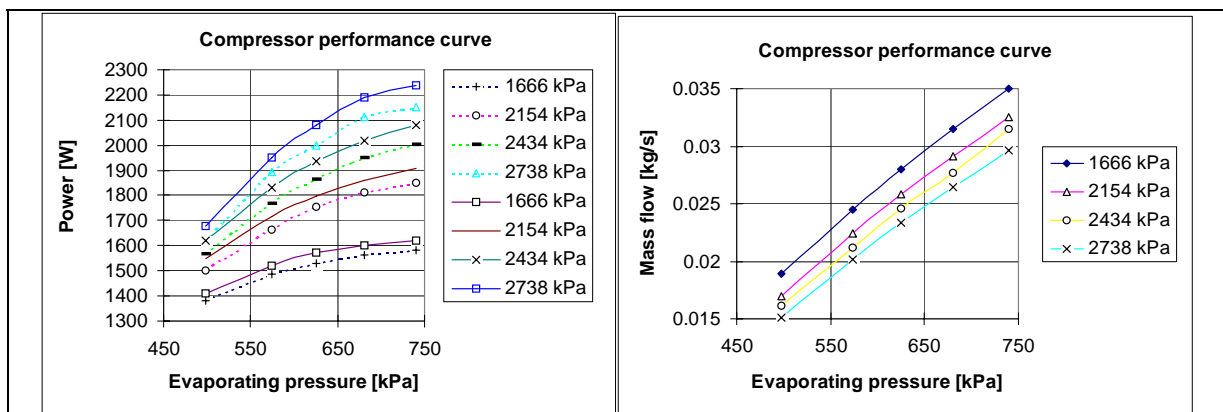 Compressor performance curve
Power [W]
2300
2200
2100
2000
1900
1800
1700
1600
1500
1400
1300
450
550
650
750
Evaporating pressure [kPa]
1666 kPa
2154 kPa
2434 kPa
2738 kPa
1666 kPa
2154 kPa
2434 kPa
2738 kPa
Compressor performance curve
Mass flow [kg/s]
0.035
0.03
0.025
0.02
0.015
450
550
650
750
Evaporating pressure [kPa]
1666 kPa
2154 kPa
2434 kPa
2738 kPa